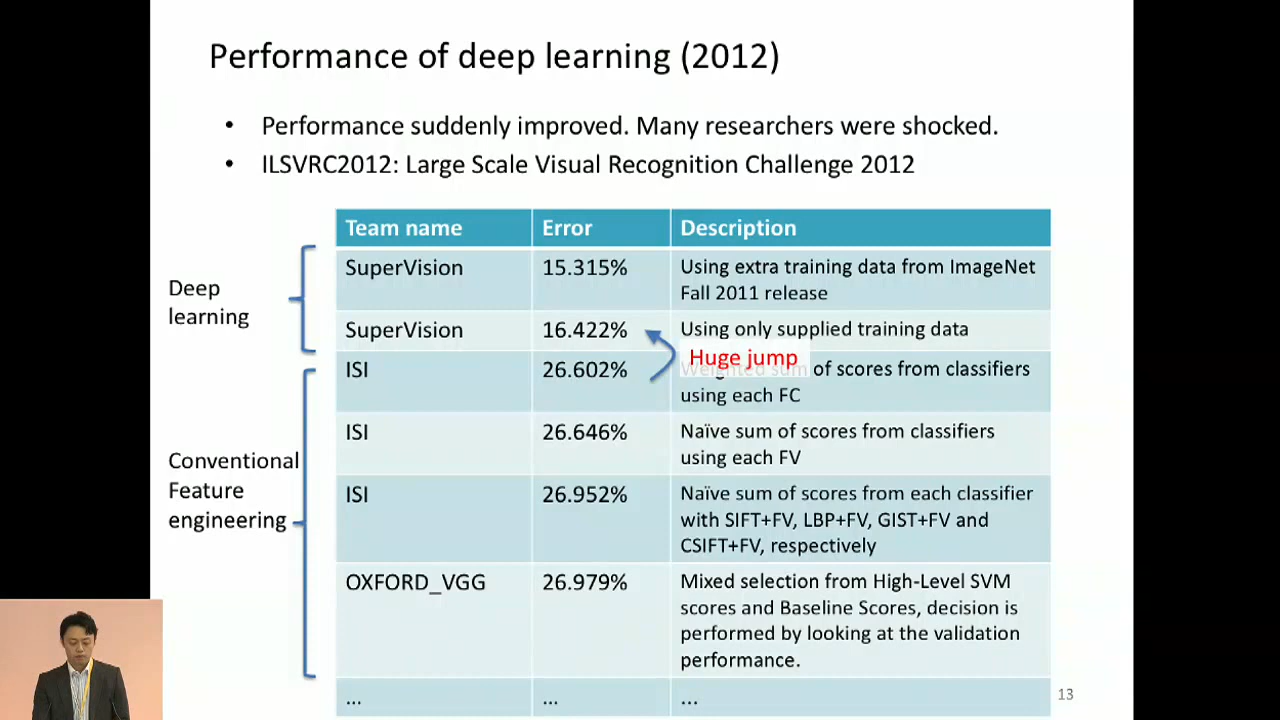 Performance of deep learning (2012)
• Performance suddenly improved. Many researchers were shocked.
• ILSVRC2012: Large Scale Visual Recognition Challenge 2012
Team name Error Description
Deep
learning
SuperVision 15.315% Using extra training data from ImageNet
Fall 2011 release
SuperVision 16.422% Using only supplied training data
Huge jump
Conventional
Feature
engineering
ISI 26.602% Weighted sum of scores from classifiers
using each FC
ISI 26.646% Naïve sum of scores from classifiers
using each FV
ISI 26.952% Naïve sum of scores from each classifier
with SIFT+FV, LBP+FV, GIST+FV and
CSIFT+FV, respectively
OXFORD_VGG 26.979% Mixed selection from High-Level SVM
scores and Baseline Scores, decision is
performed by looking at the validation
performance.
... ... ...
13